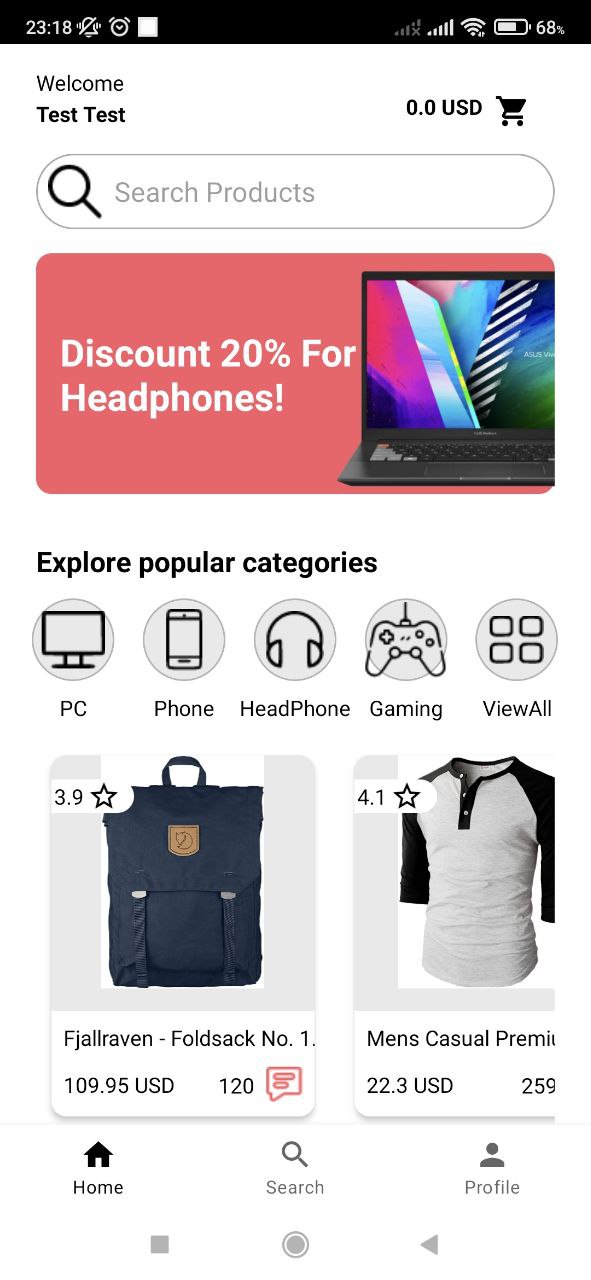 23:18
68%
Welcome
Test Test
0.0 USD
Search Products
Discount 20% For
Headphones!
ASUS Viv
Explore popular categories
PC
Phone
HeadPhone
Gaming
ViewAll
3.9
4.1
Fjallraven - Foldsack No. 1.
Mens Casual Premiu
109.95 USD
120
22.3 USD
259
Home
Search
Profile